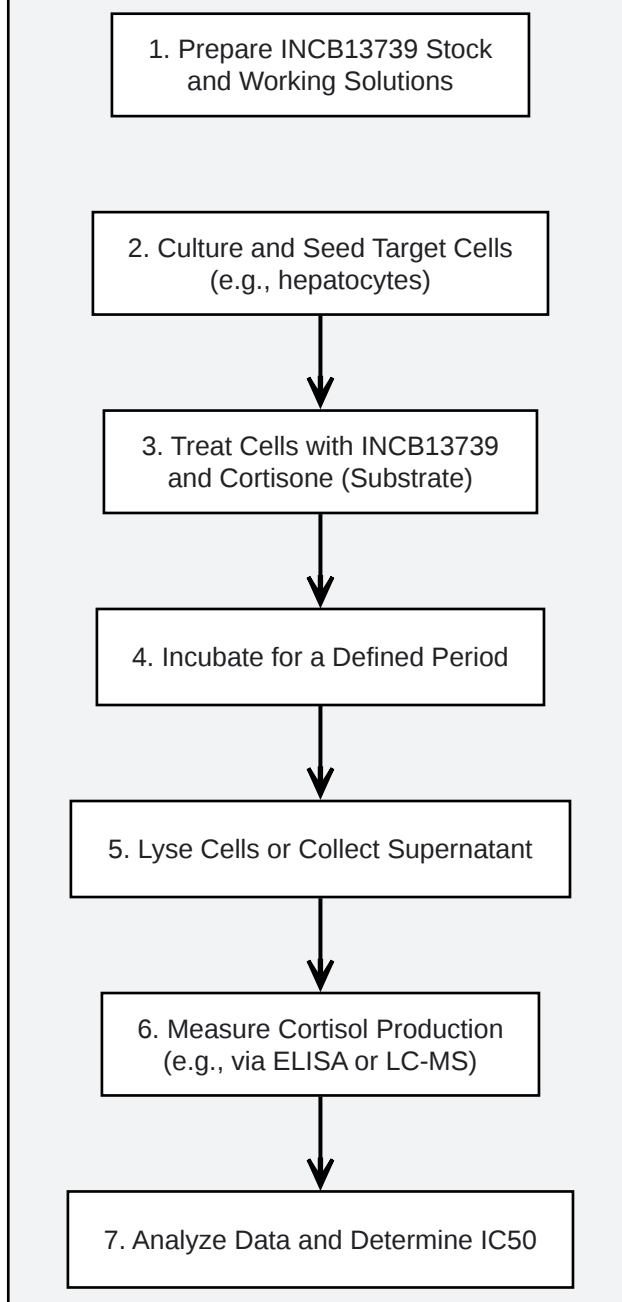 1. Prepare INCB13739 Stock
and Working Solutions
2. Culture and Seed Target Cells
(e.g., hepatocytes)
3. Treat Cells with INCB13739
and Cortisone (Substrate)
4. Incubate for a Defined Period
5. Lyse Cells or Collect Supernatant
6. Measure Cortisol Production
(e.g., via ELISA or LC-MS)
7. Analyze Data and Determine IC50